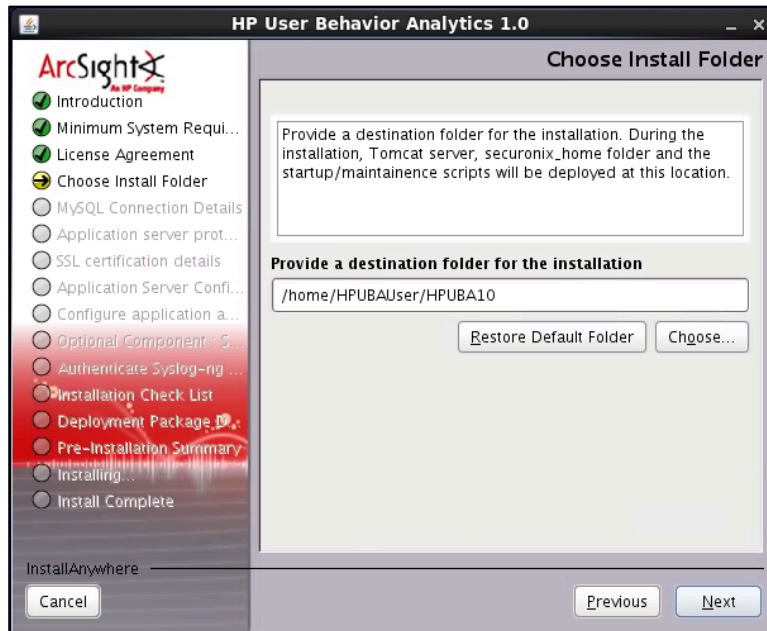 HP User Behavior Analytics 1.0
ArcSight
An HP Company
Choose Install Folder
Introduction
Minimum System Requi...
License Agreement
Choose Install Folder
MySQL Connection Details
Application server prot...
SSL certification details
Application Server Confi...
Configure application a...
Optional Component : S...
Authenticate Syslog-ng ...
Installation Check List
Deployment Package D...
Pre-Installation Summary
Installing...
Install Complete
Provide a destination folder for the installation. During the
installation, Tomcat server, securonix_home folder and the
startup/maintainence scripts will be deployed at this location.
Provide a destination folder for the installation
/home/HPUBAUser/HPUBA10
Restore Default Folder
Choose...
InstallAnywhere
Cancel
Previous
Next